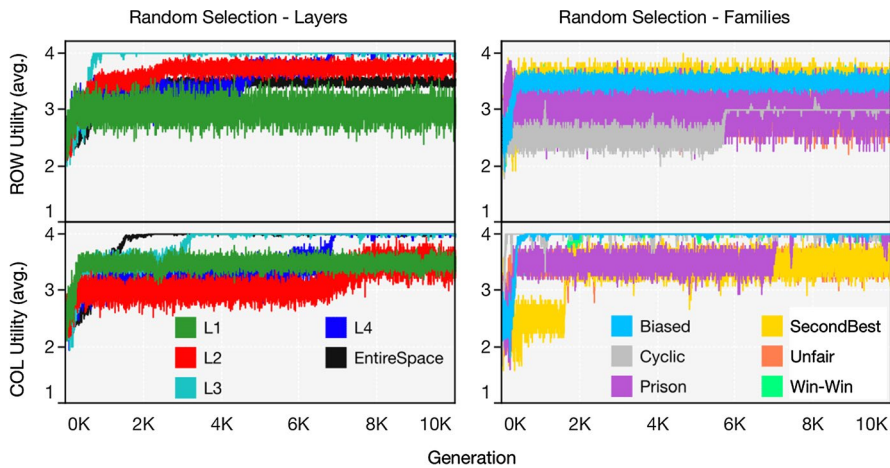 Random Selection - Layers
Random Selection - Families
ROW Utility (avg.)
4
3
2
1
COL Utility (avg.)
4
3
2
1
4
3
2
1
4
3
2
1
L1
L2
L3
L4
EntireSpace
Biased
Cyclic
Prison
SecondBest
Unfair
Win-Win
0K 2K 4K 6K 8K 10K
0K 2K 4K 6K 8K 10K
Generation